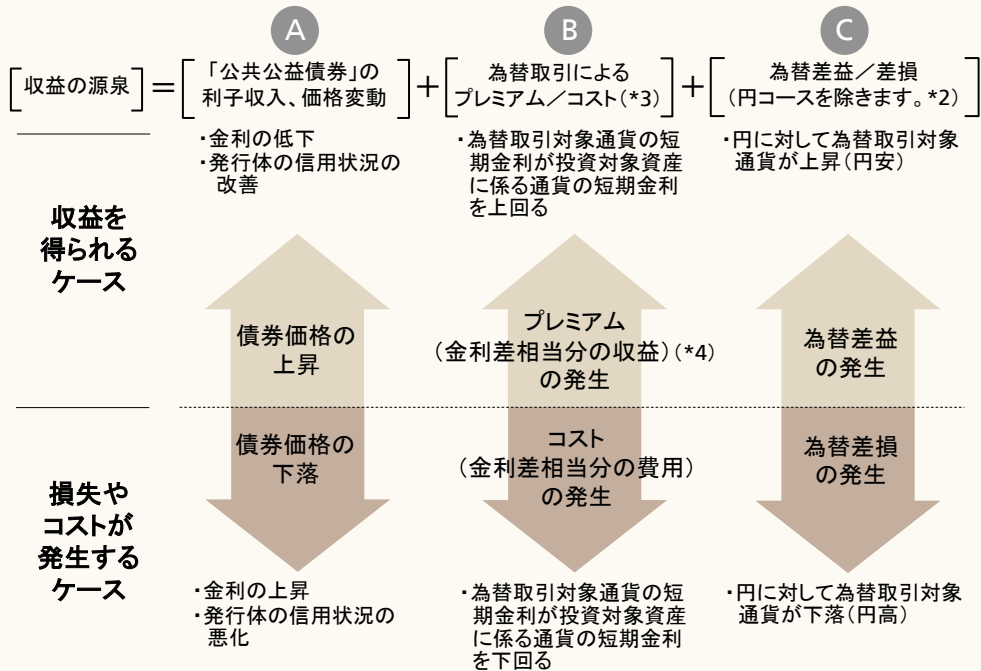 A
B
C
[収益の源泉]=[「公共公益債券」の
利子収入、価格変動]+[為替取引による
プレミアム/コスト(*3)]+[為替差益/差損
(円コースを除きます。*2)]
・金利の低下
・発行体の信用状況の
改善
・為替取引対象通貨の短
期金利が投資対象資産
に係る通貨の短期金利
を上回る
・円に対して為替取引対象
通貨が上昇(円安)
収益を
得られる
ケース
債券価格の
上昇
プレミアム
(金利差相当分の収益)(*4)
の発生
為替差益
の発生
債券価格の
下落
コスト
(金利差相当分の費用)
の発生
為替差損
の発生
損失や
コストが
発生する
ケース
・金利の上昇
・発行体の信用状況の
悪化
・為替取引対象通貨の短
期金利が投資対象資産
に係る通貨の短期金利
を下回る
・円に対して為替取引対象
通貨が下落(円高)